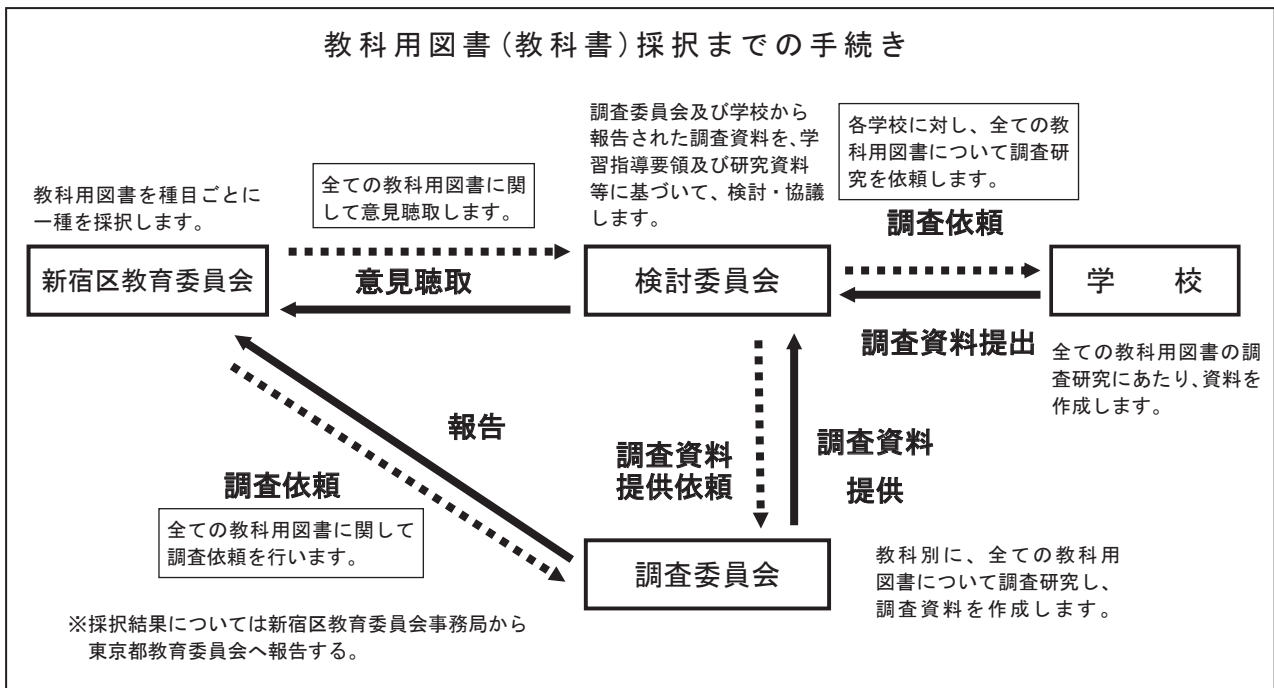 教科用図書(教科書)採択までの手続き
調査委員会及び学校から
報告された調査資料を、学
習指導要領及び研究資料
等に基づいて、検討・協議
します。
各学校に対し、全ての教
科用図書について調査研
究を依頼します。
全ての教科用図書に関
して意見聴取します。
教科用図書を種目ごとに
一種を採択します。
調査依頼
新宿区教育委員会
意見聴取
検討委員会
学 校
調査資料提出
全ての教科用図書の調
査研究にあたり、資料を
作成します。
報告
調査資料
提供依頼
調査資料
提供
調査依頼
全ての教科用図書に関して
調査依頼を行います。
調査委員会
教科別に、全ての教科用
図書について調査研究し、
調査資料を作成します。
※採択結果については新宿区教育委員会事務局から
東京都教育委員会へ報告する。